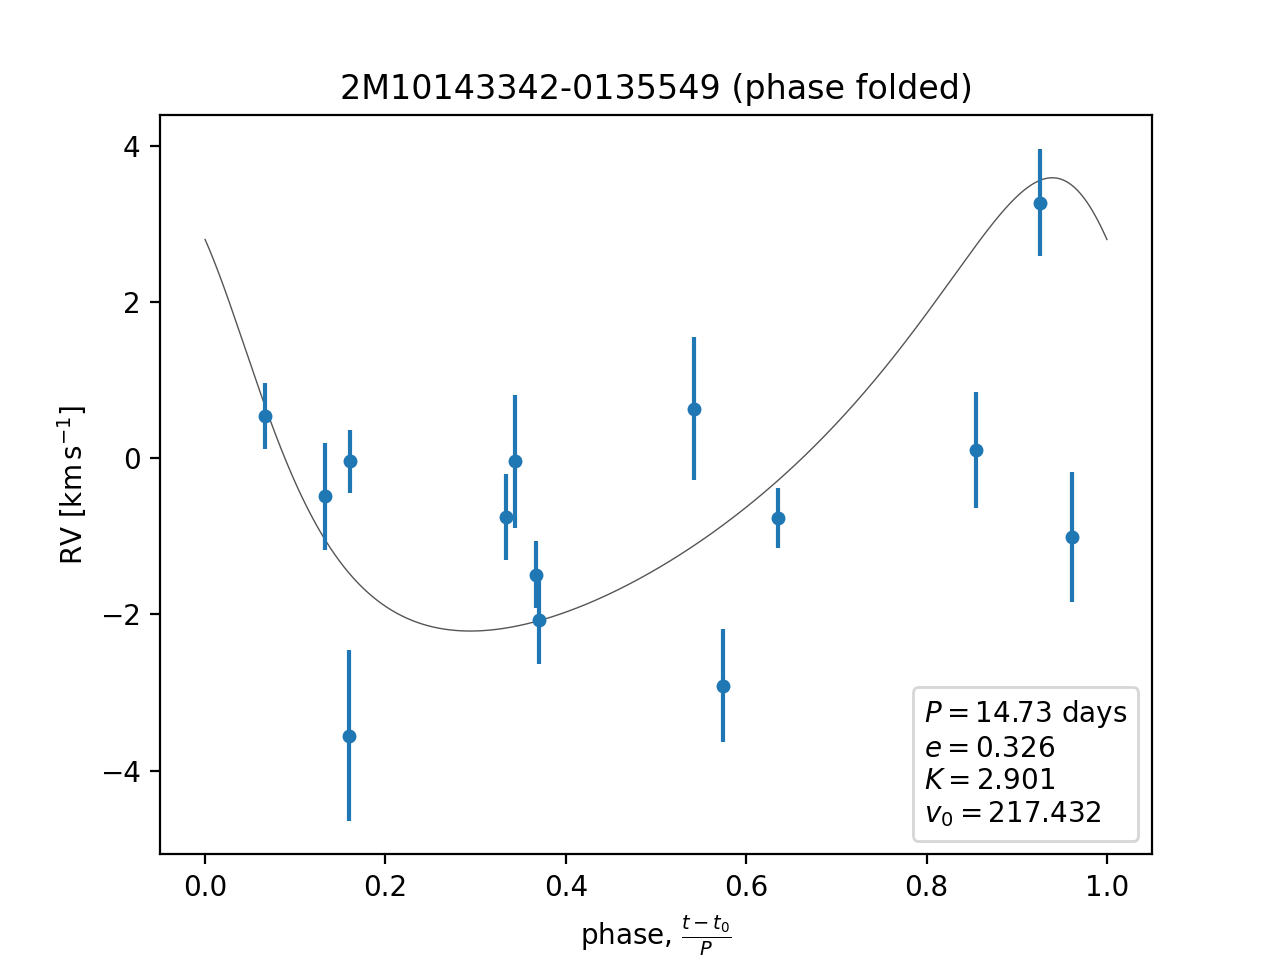 2M10143342-0135549 (phase folded)
RV [km s⁻¹]
4
2
0
−2
−4
P = 14.73 days
e = 0.326
K = 2.901
v₀ = 217.432
0.0 0.2 0.4 0.6 0.8 1.0
phase, (t − t₀)/P